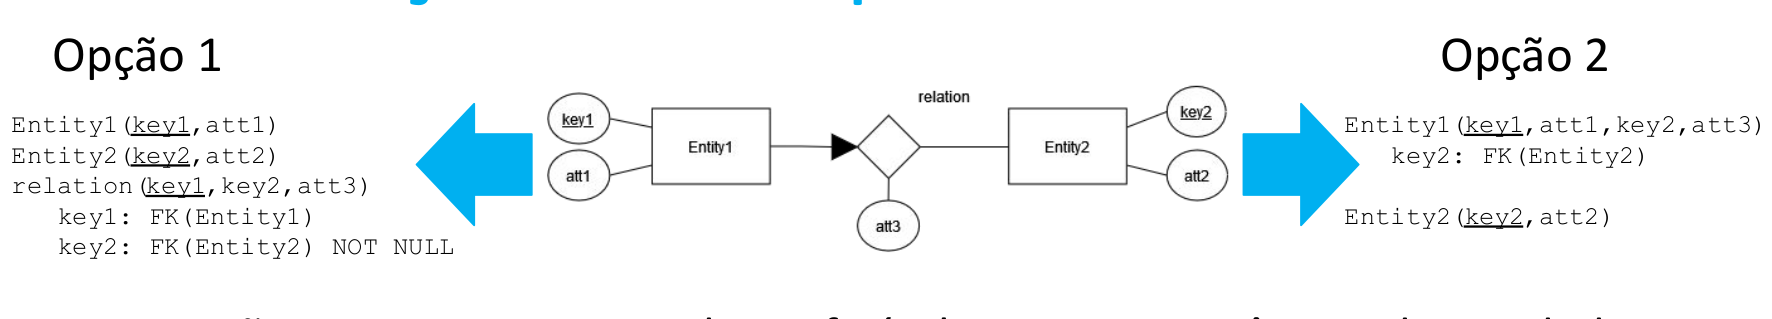 Opção 1
Entity1(key1,att1)
Entity2(key2,att2)
relation(key1,key2,att3)
key1: FK(Entity1)
key2: FK(Entity2) NOT NULL
relation
key1
att1
Entity1
Entity2
key2
att2
att3
Opção 2
Entity1(key1,att1,key2,att3)
key2: FK(Entity2)
Entity2(key2,att2)